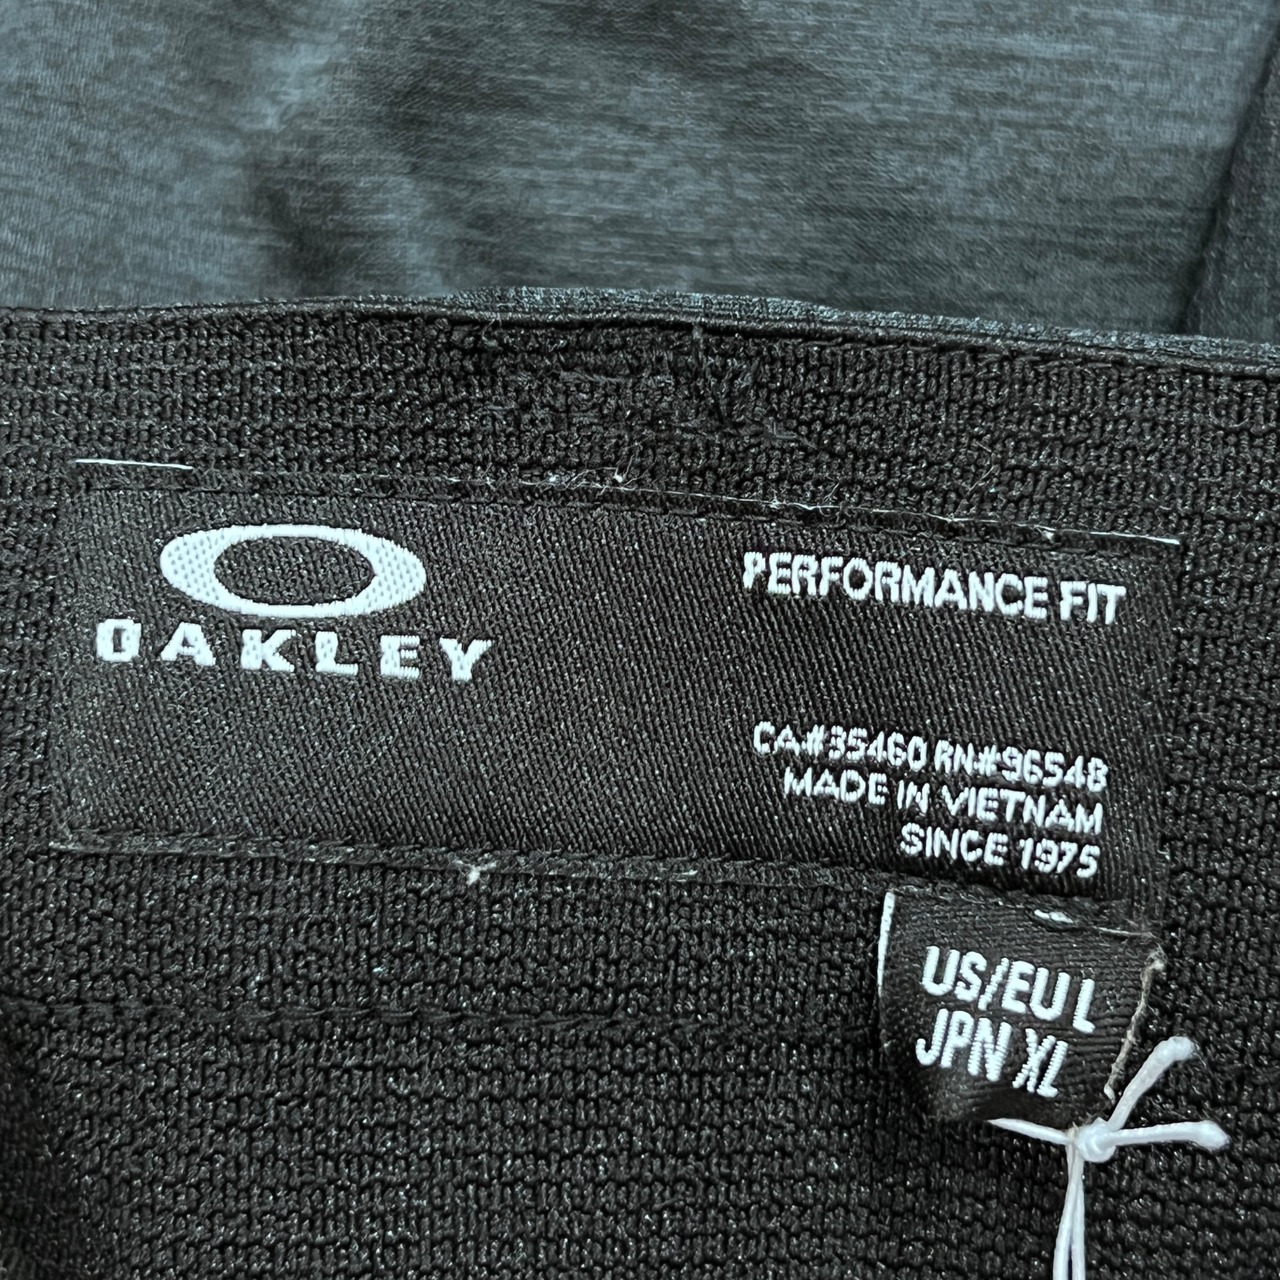 OAKLEY
PERFORMANCE FIT
CA#35460 RN#96548
MADE IN VIETNAM
SINCE 1975
US/EU L
JPN XL